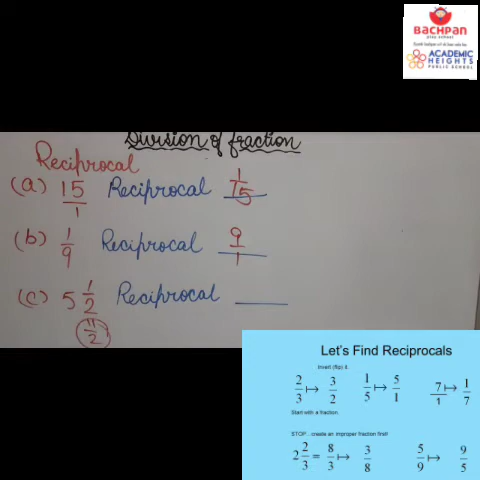 BACHPAN
play school
ACADEMIC
HEIGHTS
PUBLIC SCHOOL
Division of fraction
Reciprocal
(a) 15/1 Reciprocal 1/15
(b) 1/9 Reciprocal 9/1
(c) 5 1/2 Reciprocal ___
11/2
Let's Find Reciprocals
Invert (flip) it.
2/3 ↦ 3/2 1/5 ↦ 5/1 7/1 ↦ 1/7
Start with a fraction.
STOP...create an improper fraction first!
2 2/3 = 8/3 ↦ 3/8 5/9 ↦ 9/5